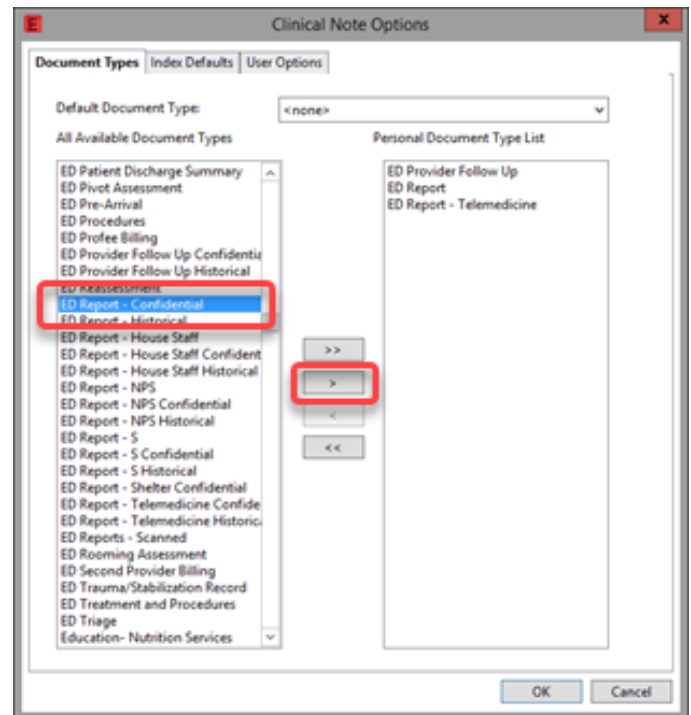 E
Clinical Note Options
x
Document Types Index Defaults User Options
Default Document Type: <none>
All Available Document Types
Personal Document Type List
ED Patient Discharge Summary
ED Pivot Assessment
ED Pre-Arrival
ED Procedures
ED Profee Billing
ED Provider Follow Up Confidentia
ED Provider Follow Up Historical
ED Reassessment
ED Report - Confidential
ED Report - Historical
ED Report - House Staff
ED Report - House Staff Confident
ED Report - House Staff Historical
ED Report - NPS
ED Report - NPS Confidential
ED Report - NPS Historical
ED Report - S
ED Report - S Confidential
ED Report - S Historical
ED Report - Shelter Confidential
ED Report - Telemedicine Confide
ED Report - Telemedicine Historic
ED Reports - Scanned
ED Rooming Assessment
ED Second Provider Billing
ED Trauma/Stabilization Record
ED Treatment and Procedures
ED Triage
Education- Nutrition Services
>>
>
<
<<
ED Provider Follow Up
ED Report
ED Report - Telemedicine
OK Cancel